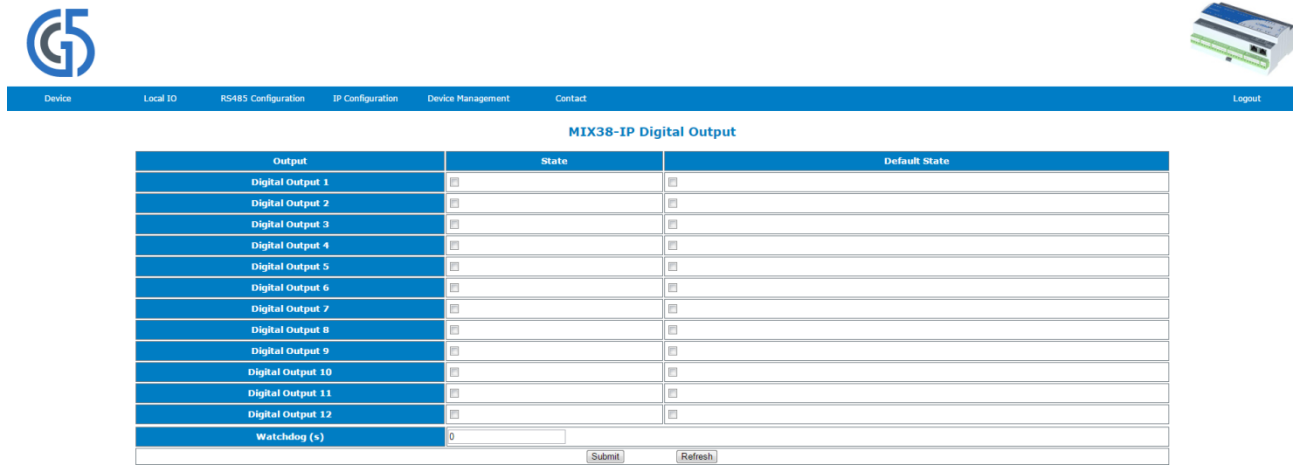 G5
Device Local IO RS485 Configuration IP Configuration Device Management Contact Logout
MIX38-IP Digital Output
Output State Default State
Digital Output 1
Digital Output 2
Digital Output 3
Digital Output 4
Digital Output 5
Digital Output 6
Digital Output 7
Digital Output 8
Digital Output 9
Digital Output 10
Digital Output 11
Digital Output 12
Watchdog (s) 0
Submit Refresh